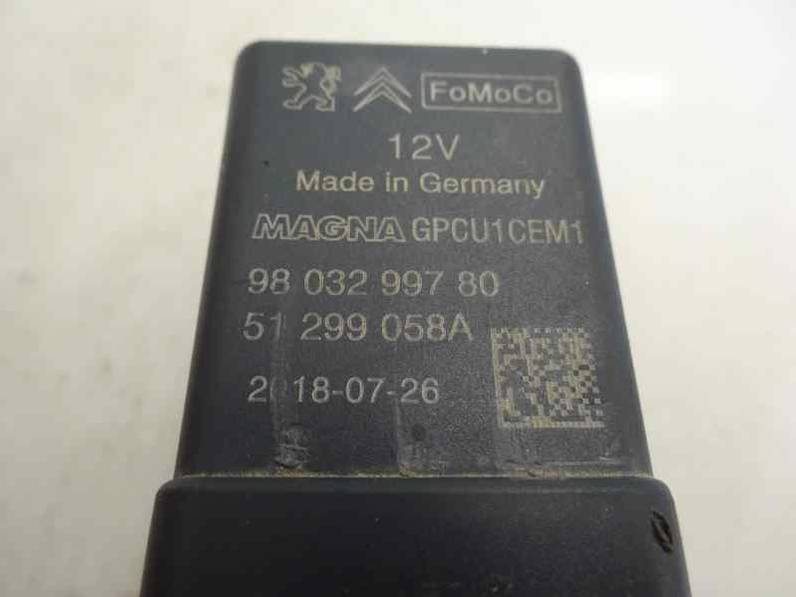 FoMoCo
12V
Made in Germany
MAGNA GPCU1CEM1
98 032 997 80
51 299 058A
2018-07-26